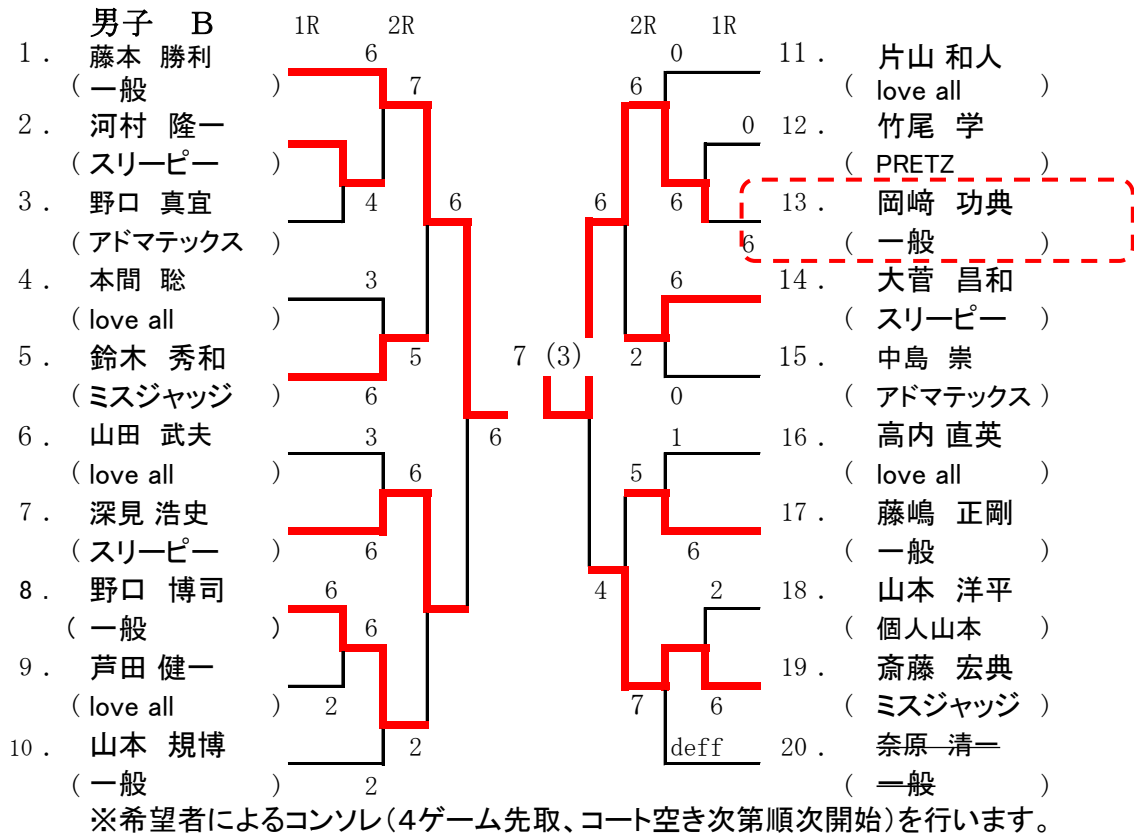 男子 B 1R 2R 2R 1R
1. 藤本 勝利 6 0 11. 片山 和人
(一般) 7 6 (love all)
2. 河村 隆一 0 12. 竹尾 学
(スリーピー) (PRETZ)
3. 野口 真宜 4 6 6 6 13. 岡﨑 功典
(アドマテックス) 6 (一般)
4. 本間 聡 3 6 14. 大菅 昌和
(love all) (スリーピー)
5. 鈴木 秀和 5 7 (3) 2 15. 中島 崇
(ミスジャッジ) 6 0 (アドマテックス)
6. 山田 武夫 3 6 1 16. 高内 直英
(love all) 6 5 (love all)
7. 深見 浩史 17. 藤嶋 正剛
(スリーピー) 6 6 (一般)
8. 野口 博司 6 4 2 18. 山本 洋平
(一般) 6 (個人山本)
9. 芦田 健一 19. 斎藤 宏典
(love all) 2 7 6 (ミスジャッジ)
10. 山本 規博 2 deff 20. 奈原 清一
(一般) 2 (一般)
※希望者によるコンソレ(4ゲーム先取、コート空き次第順次開始)を行います。